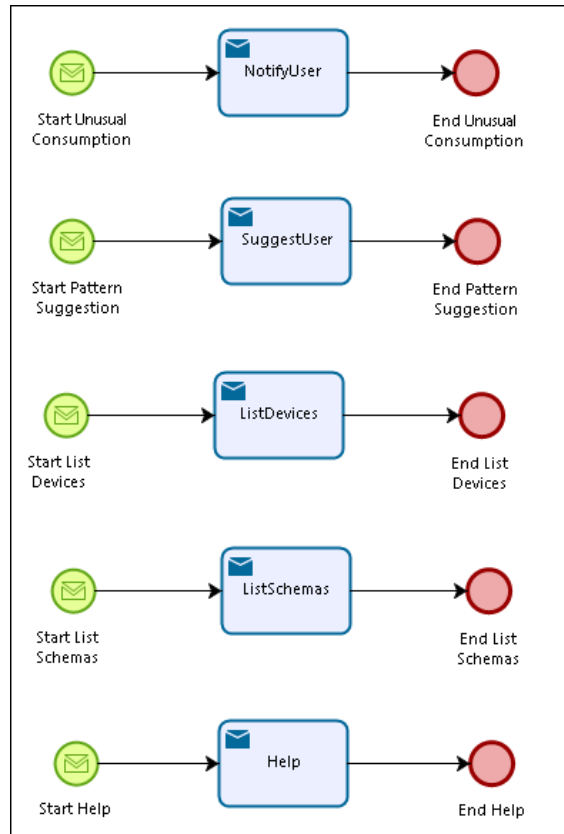 NotifyUser
Start Unusual
Consumption
End Unusual
Consumption
SuggestUser
Start Pattern
Suggestion
End Pattern
Suggestion
ListDevices
Start List
Devices
End List
Devices
ListSchemas
Start List
Schemas
End List
Schemas
Help
Start Help
End Help